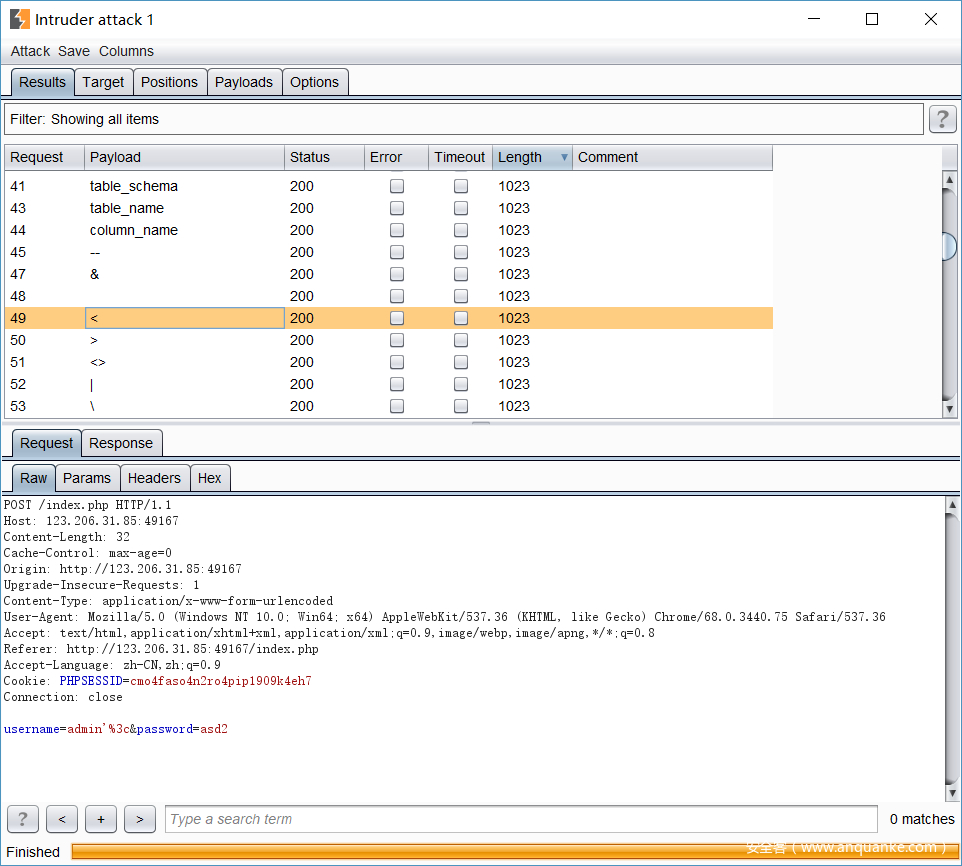 Intruder attack 1
Attack Save Columns
Results Target Positions Payloads Options
Filter: Showing all items ?
Request Payload Status Error Timeout Length Comment
41 table_schema 200 1023
43 table_name 200 1023
44 column_name 200 1023
45 -- 200 1023
47 & 200 1023
48 200 1023
49 < 200 1023
50 > 200 1023
51 <> 200 1023
52 | 200 1023
53 \ 200 1023
Request Response
Raw Params Headers Hex
POST /index.php HTTP/1.1
Host: 123.206.31.85:49167
Content-Length: 32
Cache-Control: max-age=0
Origin: http://123.206.31.85:49167
Upgrade-Insecure-Requests: 1
Content-Type: application/x-www-form-urlencoded
User-Agent: Mozilla/5.0 (Windows NT 10.0; Win64; x64) AppleWebKit/537.36 (KHTML, like Gecko) Chrome/68.0.3440.75 Safari/537.36
Accept: text/html,application/xhtml+xml,application/xml;q=0.9,image/webp,image/apng,*/*;q=0.8
Referer: http://123.206.31.85:49167/index.php
Accept-Language: zh-CN,zh;q=0.9
Cookie: PHPSESSID=cmo4faso4n2ro4pip1909k4eh7
Connection: close
username=admin'%3c&password=asd2
? < + > Type a search term 0 matches
Finished
安全客（www.anquanke.com）